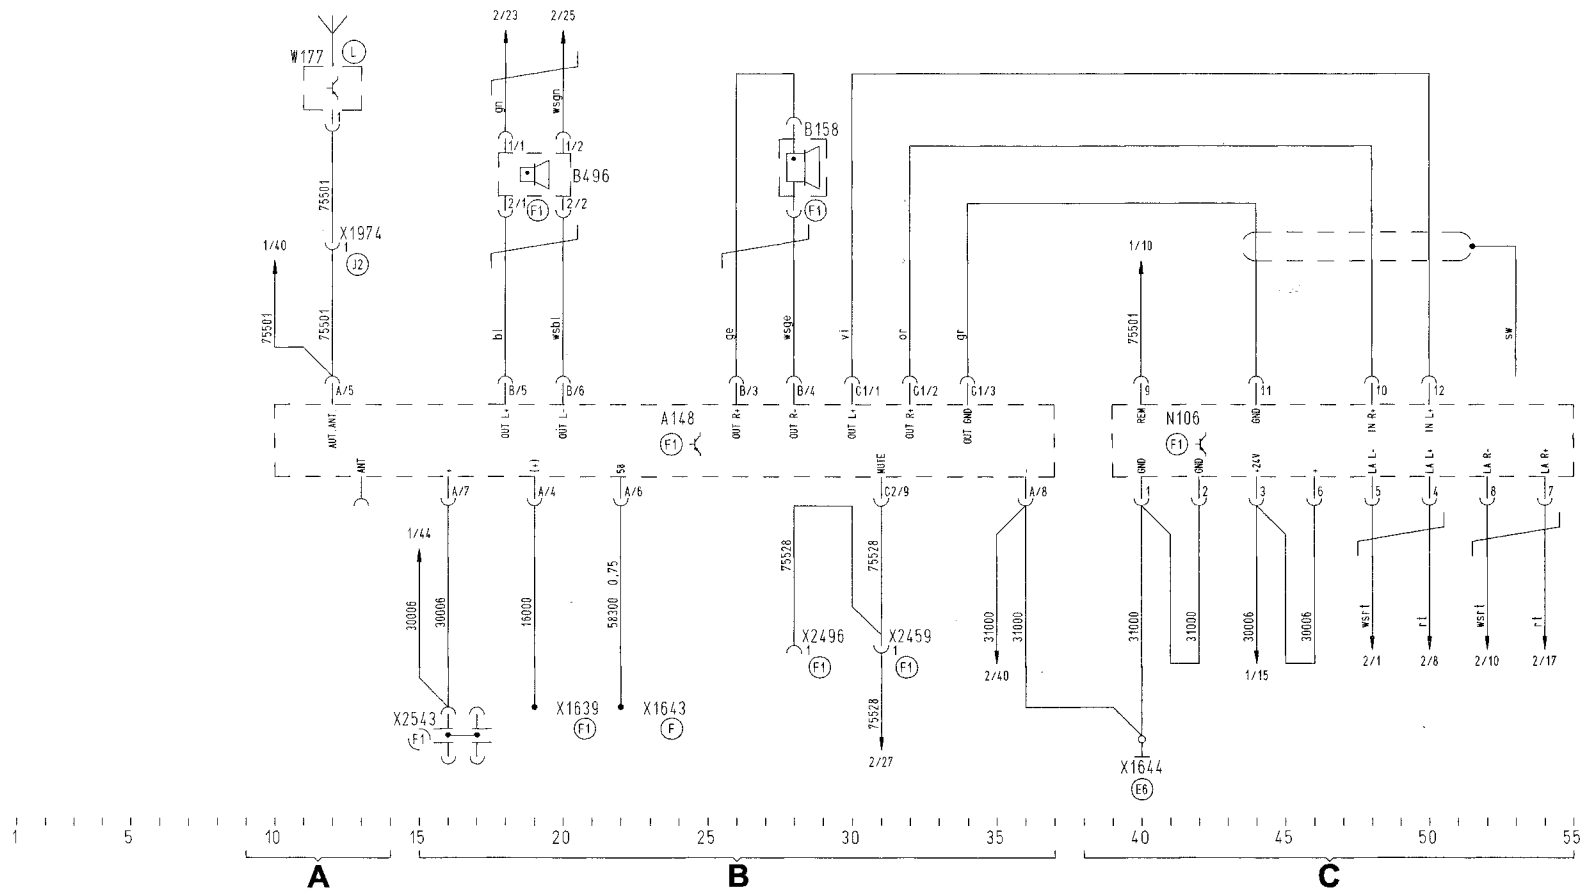 2/23
2/25
W177
L
1
gn
wsgn
1/1
1/2
B496
2/1
2/2
F1
B158
F1
75501
X1974
1
J2
1/40
75501
75501
bl
wsbl
ge
wsge
vi
or
gr
1/10
75501
sw
A/5
B/5
B/6
B/3
B/4
C1/1
C1/2
C1/3
9
11
10
12
AUT.ANT.
OUT L+
OUT L-
A148
F1
OUT R+
OUT R-
OUT L+
OUT R+
OUT GND
REM
N106
F1
GND
IN R+
IN L+
ANT
+
(+)
58
MUTE
-
GND
GND
+24V
+
LA L-
LA L+
LA R-
LA R+
A/7
A/4
A/6
C2/9
A/8
1
2
3
6
5
4
8
7
1/44
30006
30006
16000
58300 0,75
75528
75528
31000
31000
31000
31000
30006
30006
wsrt
rt
wsrt
rt
X2496
1
F1
X2459
1
F1
2/40
1/15
2/1
2/8
2/10
2/17
X2543
F1
X1639
F1
X1643
F
75528
2/27
X1644
E6
1 5 10 15 20 25 30 35 40 45 50 55
A B C